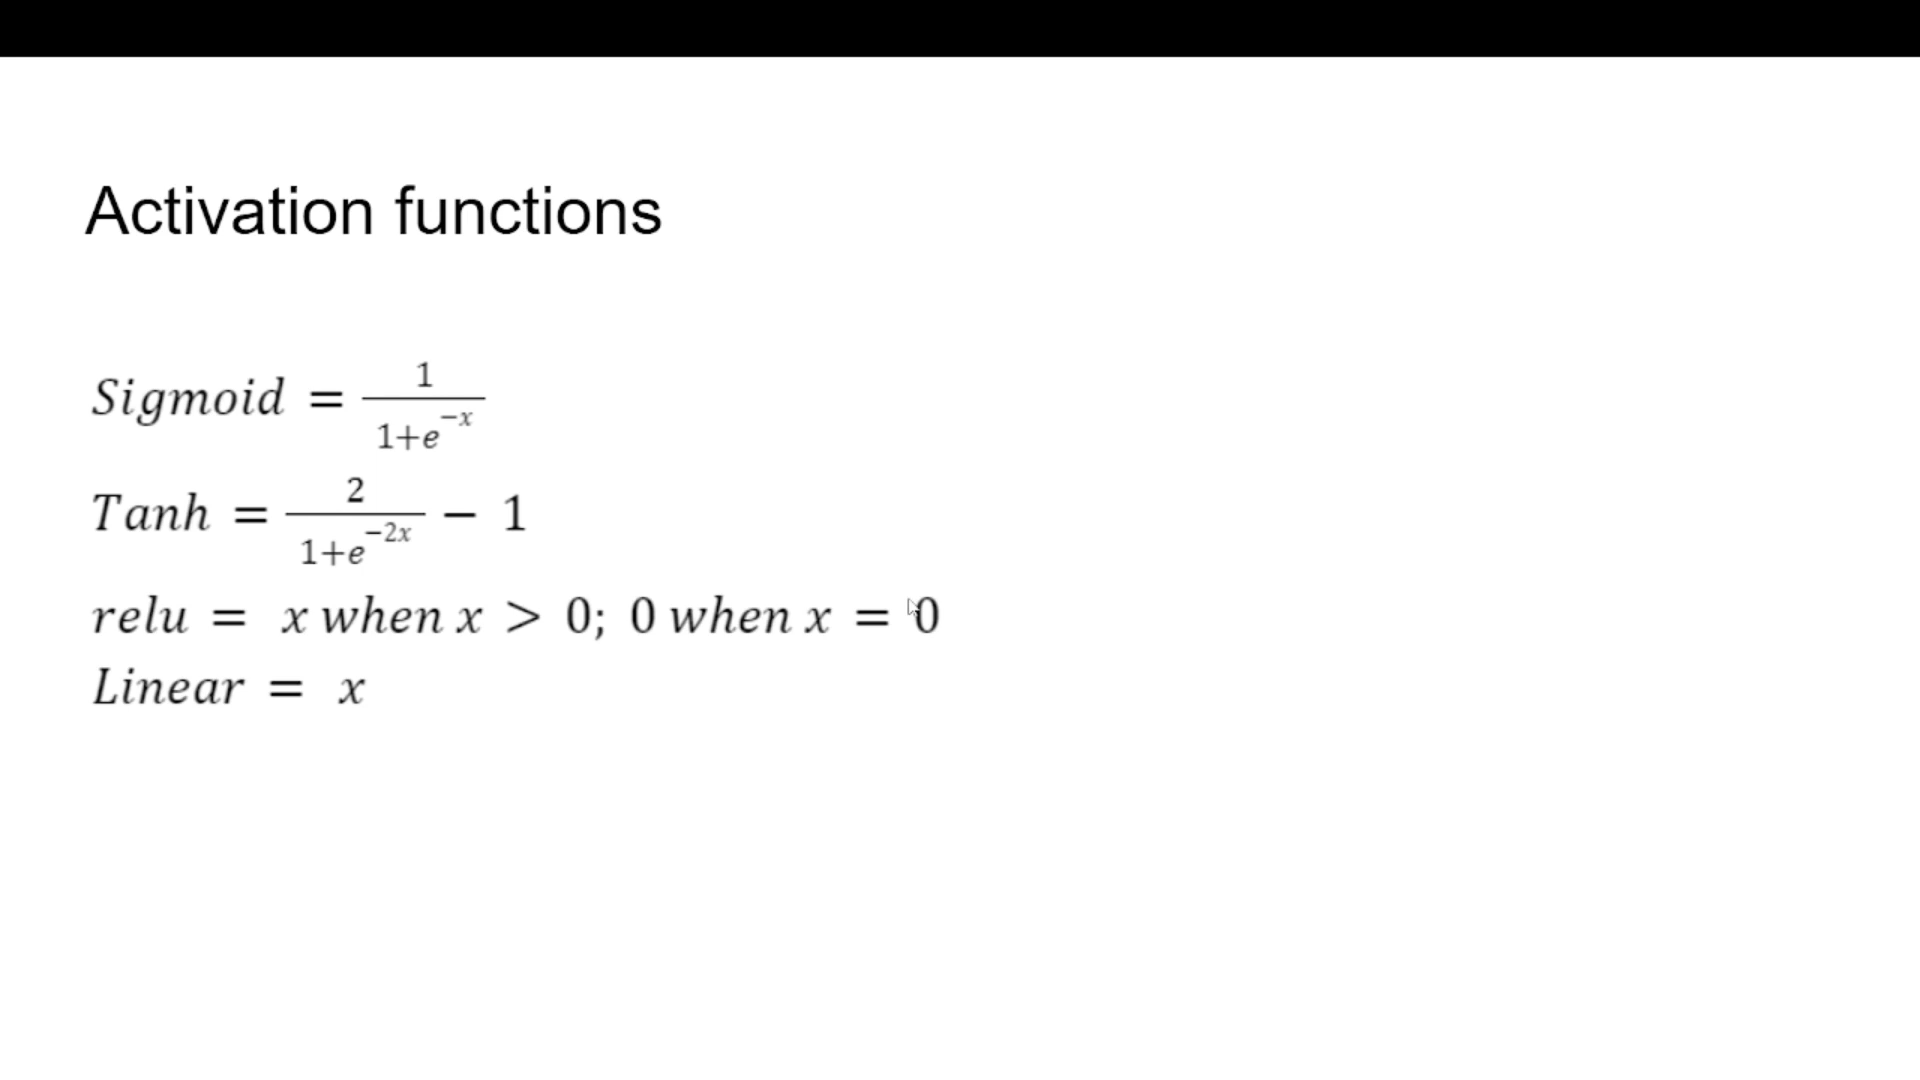 Activation functions
Sigmoid = 1/(1+e^(-x))
Tanh = 2/(1+e^(-2x)) - 1
relu = x when x > 0; 0 when x = 0
Linear = x